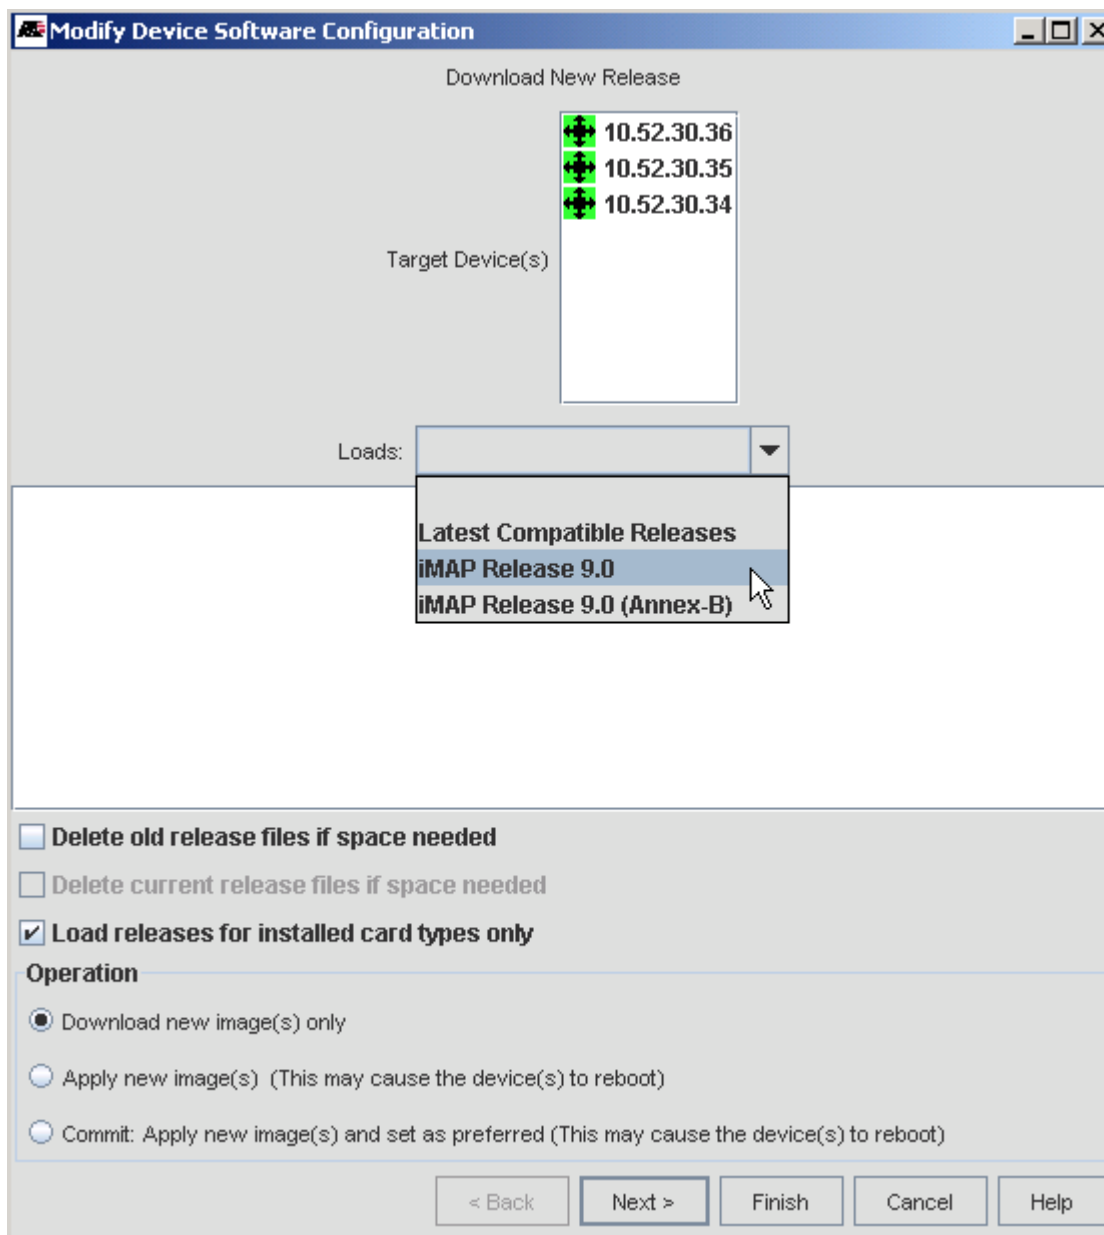 Modify Device Software Configuration
Download New Release
10.52.30.36
10.52.30.35
10.52.30.34
Target Device(s)
Loads:
Latest Compatible Releases
iMAP Release 9.0
iMAP Release 9.0 (Annex-B)
Delete old release files if space needed
Delete current release files if space needed
Load releases for installed card types only
Operation
Download new image(s) only
Apply new image(s) (This may cause the device(s) to reboot)
Commit: Apply new image(s) and set as preferred (This may cause the device(s) to reboot)
< Back Next > Finish Cancel Help